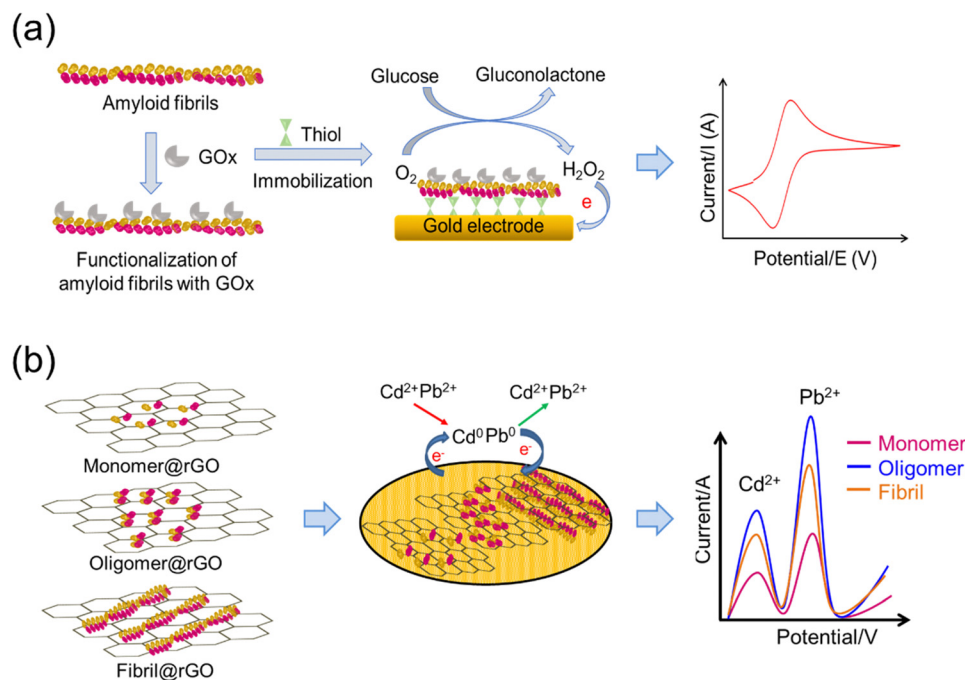 (a)
Amyloid fibrils
GOx
Functionalization of
amyloid fibrils with GOx
Thiol
Immobilization
Glucose
Gluconolactone
O₂
H₂O₂
e
Gold electrode
Current/I (A)
Potential/E (V)
(b)
Monomer@rGO
Oligomer@rGO
Fibril@rGO
Cd²⁺Pb²⁺
Cd²⁺Pb²⁺
Cd⁰Pb⁰
e⁻
e⁻
Current/A
Cd²⁺
Pb²⁺
Monomer
Oligomer
Fibril
Potential/V